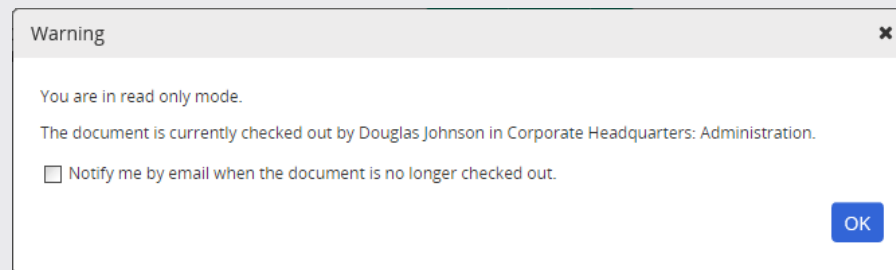 Warning
You are in read only mode.
The document is currently checked out by Douglas Johnson in Corporate Headquarters: Administration.
Notify me by email when the document is no longer checked out.
OK